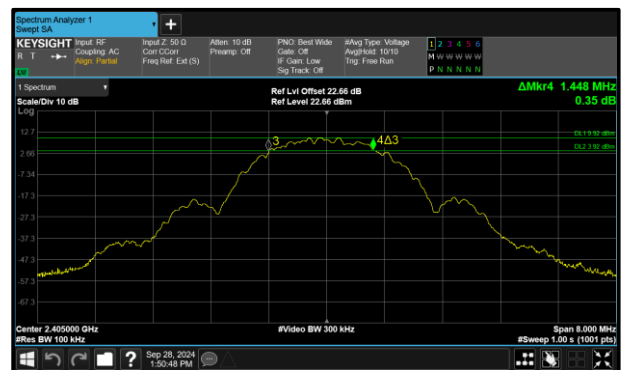 Spectrum Analyzer 1
Swept SA
+
KEYSIGHT
R T
LW
Input: RF
Coupling: AC
Align: Partial
Input Z: 50 Ω
Corr CCorr
Freq Ref: Ext (S)
Atten: 10 dB
Preamp: Off
PNO: Best Wide
Gate: Off
IF Gain: Low
Sig Track: Off
#Avg Type: Voltage
Avg|Hold: 10/10
Trig: Free Run
1 2 3 4 5 6
M W W W W W
P N N N N N
1 Spectrum
Scale/Div 10 dB
Ref Lvl Offset 22.66 dB
Ref Level 22.66 dBm
ΔMkr4 1.448 MHz
0.35 dB
Log
12.7
2.66
-7.34
-17.3
-27.3
-37.3
-47.3
-57.3
-67.3
3
4Δ3
DL1 9.92 dBm
DL2 3.92 dBm
Center 2.405000 GHz
#Res BW 100 kHz
#Video BW 300 kHz
Span 8.000 MHz
#Sweep 1.00 s (1001 pts)
?
Sep 28, 2024
1:50:48 PM